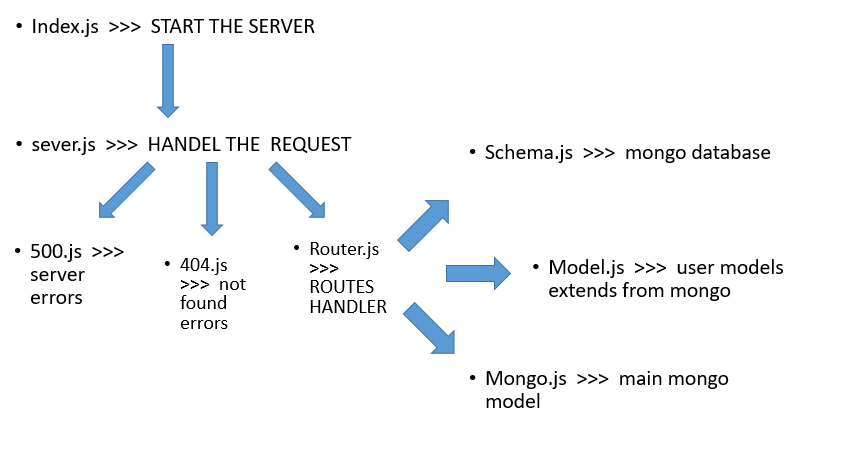 • Index.js >>> START THE SERVER
• sever.js >>> HANDEL THE REQUEST
• 500.js >>>
server
errors
• 404.js
>>> not
found
errors
• Router.js
>>>
ROUTES
HANDLER
• Schema.js >>> mongo database
• Model.js >>> user models
extends from mongo
• Mongo.js >>> main mongo
model